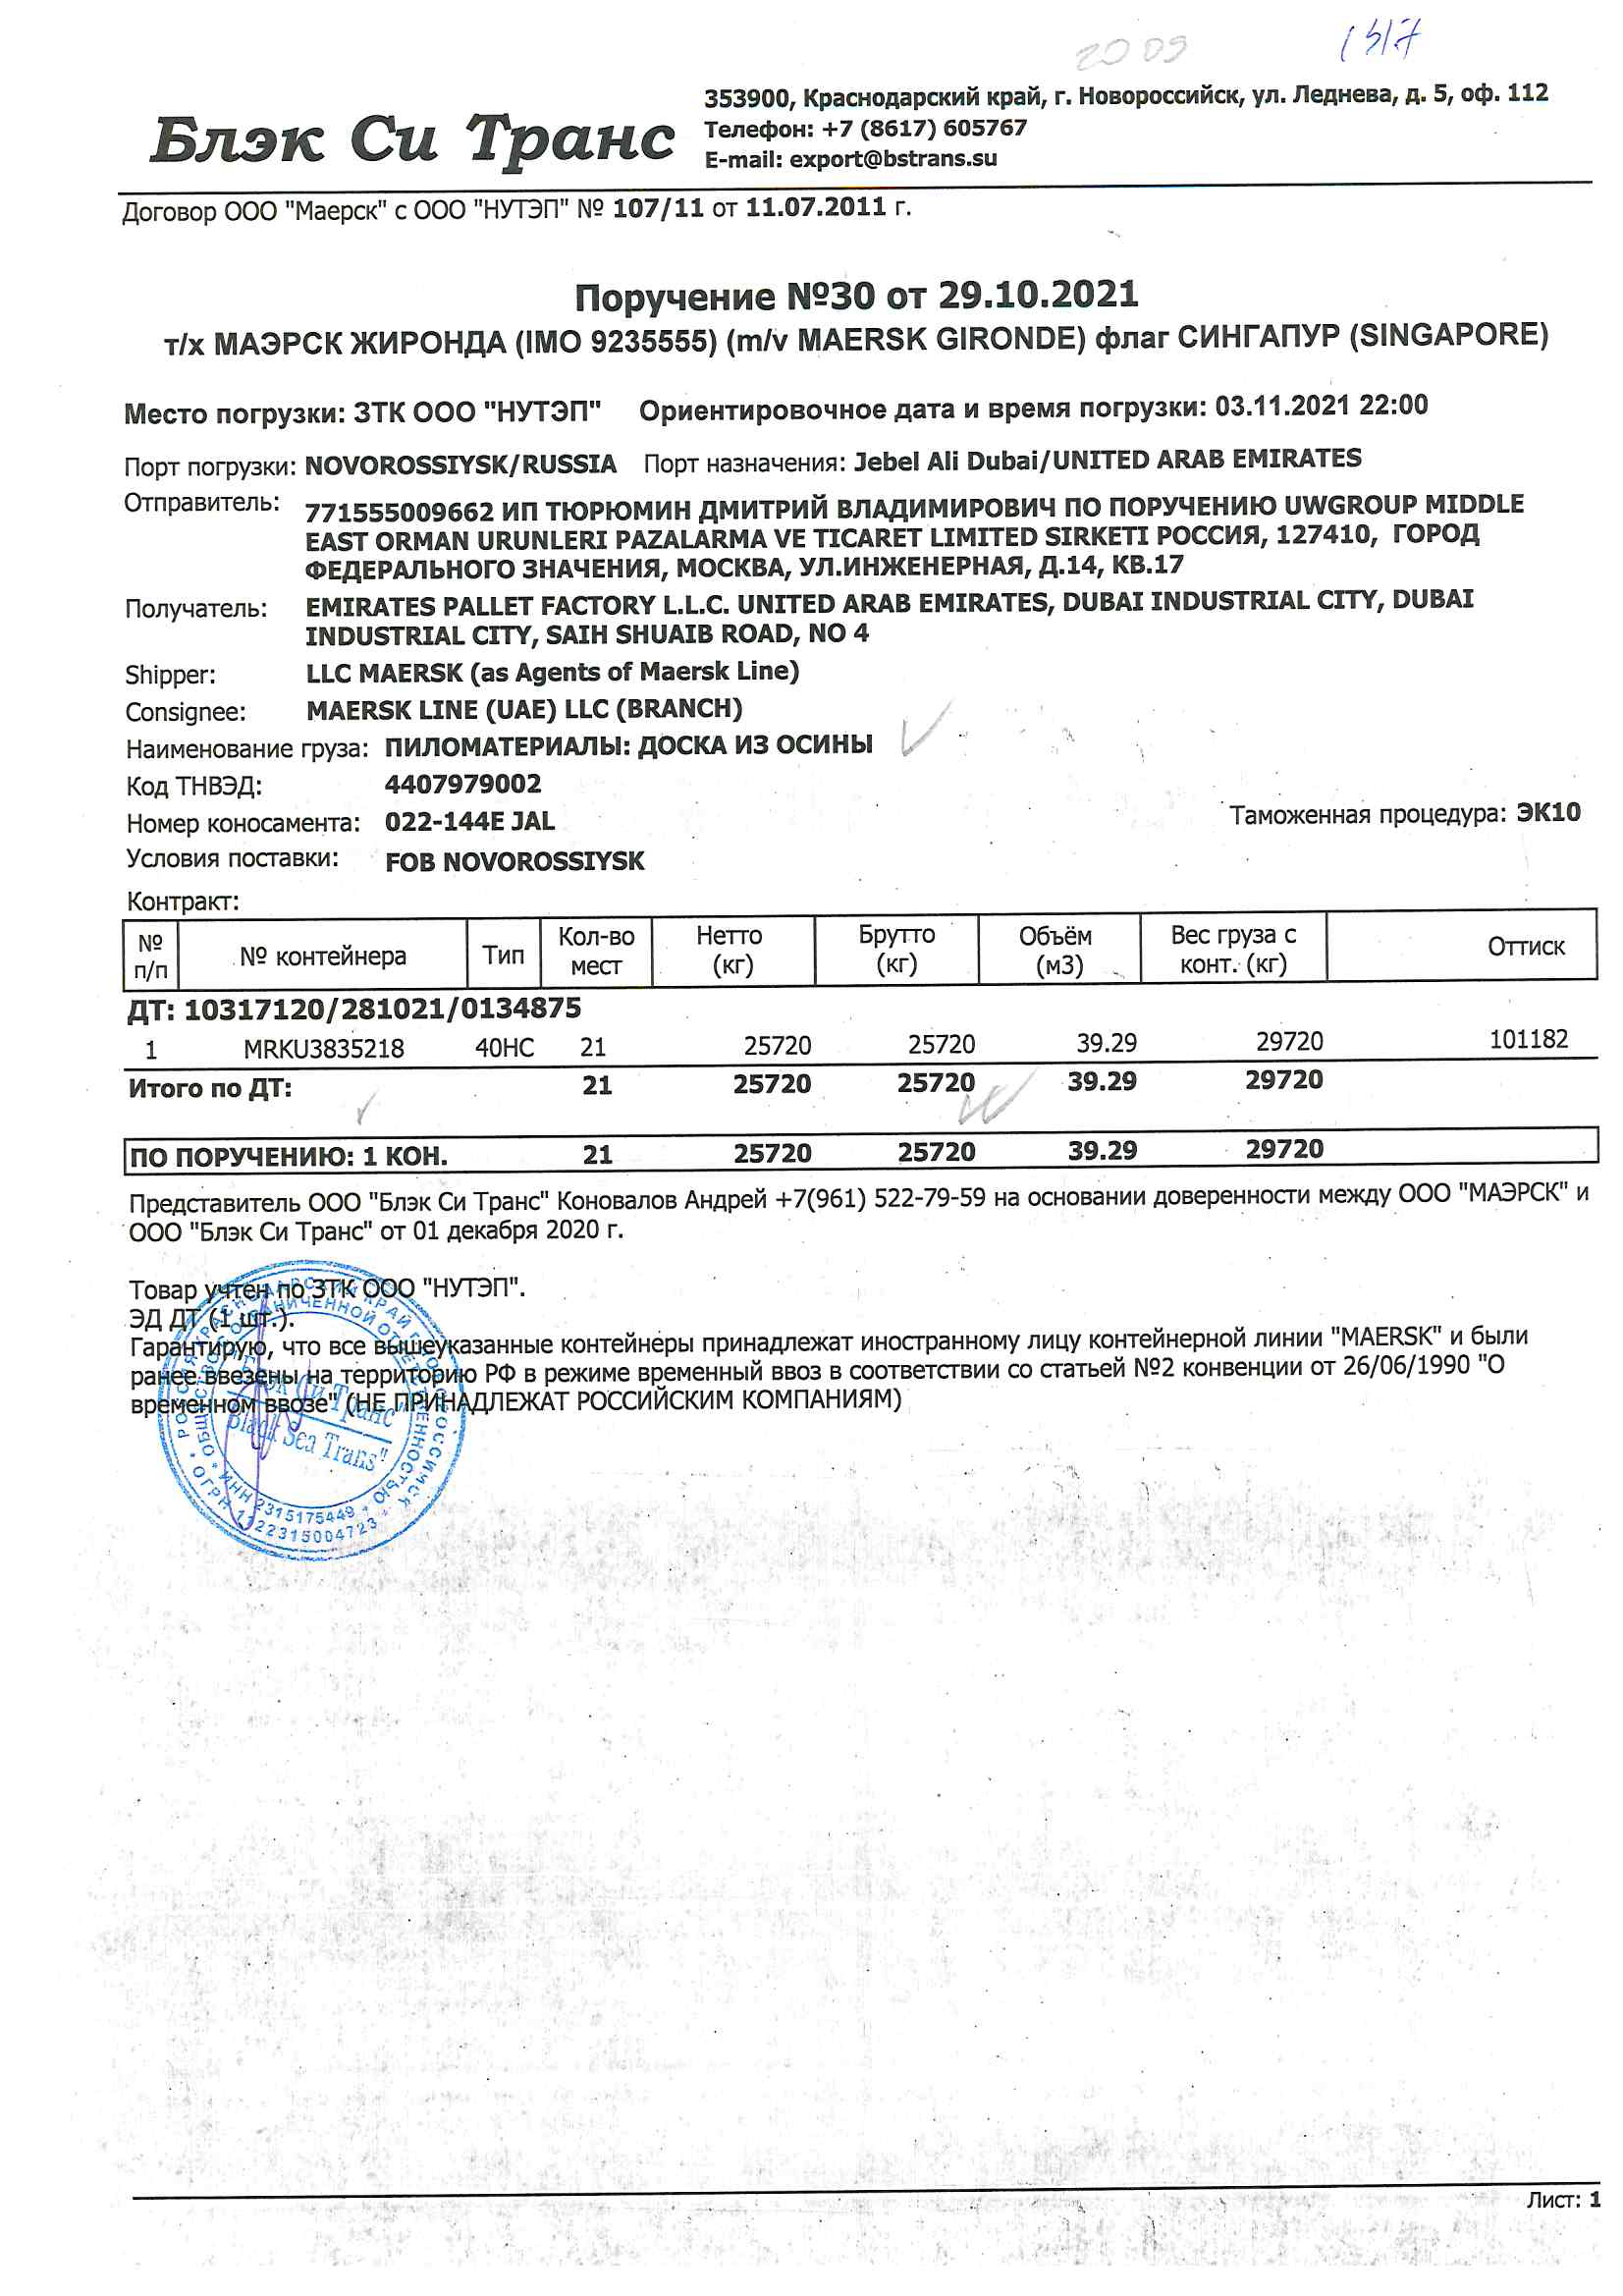 2009
1317
Блэк Си Транс
353900, Краснодарский край, г. Новороссийск, ул. Леднева, д. 5, оф. 112
Телефон: +7 (8617) 605767
E-mail: export@bstrans.su
Договор ООО "Маерск" с ООО "НУТЭП" № 107/11 от 11.07.2011 г.
Поручение №30 от 29.10.2021
т/х МАЭРСК ЖИРОНДА (IMO 9235555) (m/v MAERSK GIRONDE) флаг СИНГАПУР (SINGAPORE)
Место погрузки: ЗТК ООО "НУТЭП" Ориентировочное дата и время погрузки: 03.11.2021 22:00
Порт погрузки: NOVOROSSIYSK/RUSSIA Порт назначения: Jebel Ali Dubai/UNITED ARAB EMIRATES
Отправитель: 771555009662 ИП ТЮРЮМИН ДМИТРИЙ ВЛАДИМИРОВИЧ ПО ПОРУЧЕНИЮ UWGROUP MIDDLE
EAST ORMAN URUNLERI PAZALARMA VE TICARET LIMITED SIRKETI РОССИЯ, 127410, ГОРОД
ФЕДЕРАЛЬНОГО ЗНАЧЕНИЯ, МОСКВА, УЛ.ИНЖЕНЕРНАЯ, Д.14, КВ.17
Получатель: EMIRATES PALLET FACTORY L.L.C. UNITED ARAB EMIRATES, DUBAI INDUSTRIAL CITY, DUBAI
INDUSTRIAL CITY, SAIH SHUAIB ROAD, NO 4
Shipper: LLC MAERSK (as Agents of Maersk Line)
Consignee: MAERSK LINE (UAE) LLC (BRANCH)
Наименование груза: ПИЛОМАТЕРИАЛЫ: ДОСКА ИЗ ОСИНЫ
Код ТНВЭД: 4407979002
Номер коносамента: 022-144E JAL Таможенная процедура: ЭК10
Условия поставки: FOB NOVOROSSIYSK
Контракт:
№ п/п № контейнера Тип Кол-во мест Нетто (кг) Брутто (кг) Объём (м3) Вес груза с конт. (кг) Оттиск
ДТ: 10317120/281021/0134875
1 MRKU3835218 40HC 21 25720 25720 39.29 29720 101182
Итого по ДТ: 21 25720 25720 39.29 29720
ПО ПОРУЧЕНИЮ: 1 КОН. 21 25720 25720 39.29 29720
Представитель ООО "Блэк Си Транс" Коновалов Андрей +7(961) 522-79-59 на основании доверенности между ООО "МАЭРСК" и
ООО "Блэк Си Транс" от 01 декабря 2020 г.
Товар учтен по ЗТК ООО "НУТЭП".
ЭД ДТ (1 шт.).
Гарантирую, что все вышеуказанные контейнеры принадлежат иностранному лицу контейнерной линии "MAERSK" и были
ранее ввезены на территорию РФ в режиме временный ввоз в соответствии со статьей №2 конвенции от 26/06/1990 "О
временном ввозе" (НЕ ПРИНАДЛЕЖАТ РОССИЙСКИМ КОМПАНИЯМ)
РОССИЯ КРАСНОДАРСКИЙ КРАЙ Г. НОВОРОССИЙСК
ОБЩЕСТВО С ОГРАНИЧЕННОЙ ОТВЕТСТВЕННОСТЬЮ
"Блэк Си Транс
Black Sea Trans"
ИНН 2315175449
ОГРН 1122315004723
Лист: 1